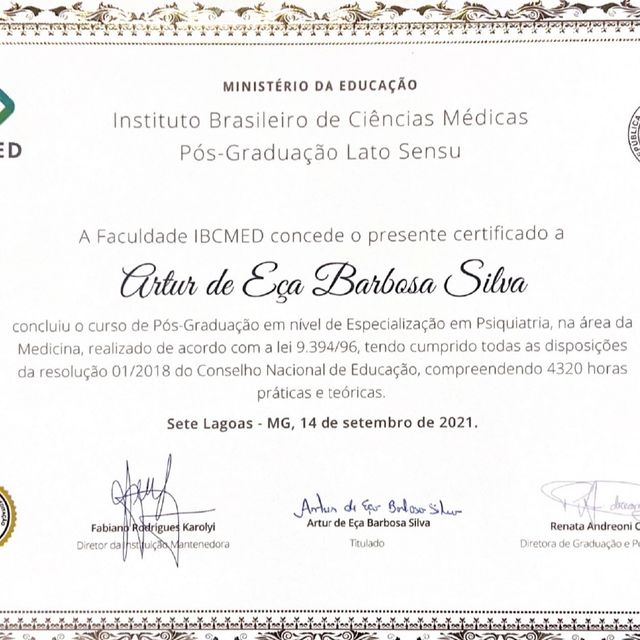 MINISTÉRIO DA EDUCAÇÃO
Instituto Brasileiro de Ciências Médicas
Pós-Graduação Lato Sensu
ED
REPÚBLICA
A Faculdade IBCMED concede o presente certificado a
Artur de Eça Barbosa Silva
concluiu o curso de Pós-Graduação em nível de Especialização em Psiquiatria, na área da
Medicina, realizado de acordo com a lei 9.394/96, tendo cumprido todas as disposições
da resolução 01/2018 do Conselho Nacional de Educação, compreendendo 4320 horas
práticas e teóricas.
Sete Lagoas - MG, 14 de setembro de 2021.
Artur de Eça Barbosa Silva
Fabiano Rodrigues Karolyi
Diretor da Instituição Mantenedora
Artur de Eça Barbosa Silva
Titulado
Renata Andreoni
Diretora de Graduação e